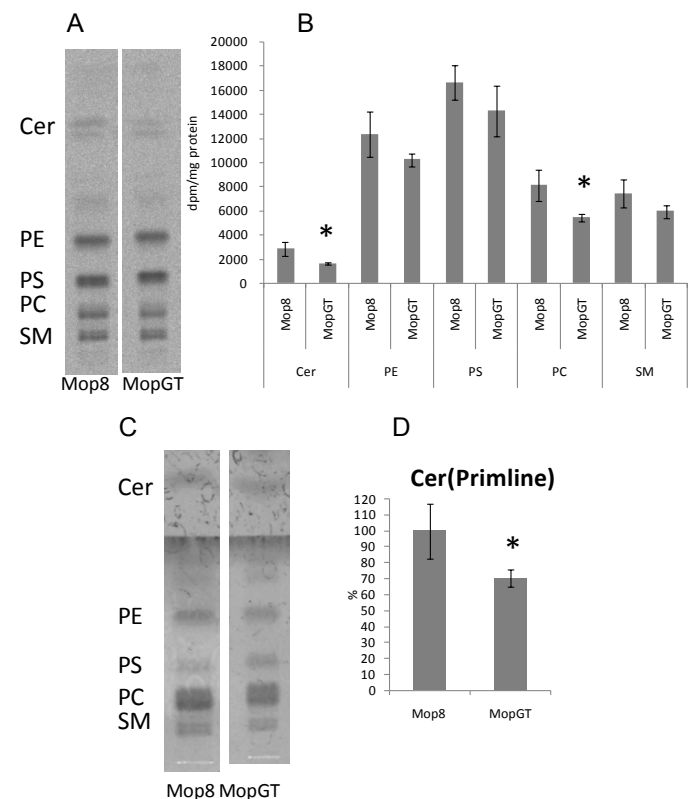 A
Cer
PE
PS
PC
SM
Mop8 MopGT
B
20000
18000
16000
14000
12000
10000
8000
6000
4000
2000
0
dpm/mg protein
* *
Mop8 MopGT Mop8 MopGT Mop8 MopGT Mop8 MopGT Mop8 MopGT
Cer PE PS PC SM
C
Cer
PE
PS
PC
SM
Mop8 MopGT
D
Cer(Primline)
120
110
100
90
80
70
60
50
40
30
20
10
0
%
*
Mop8 MopGT